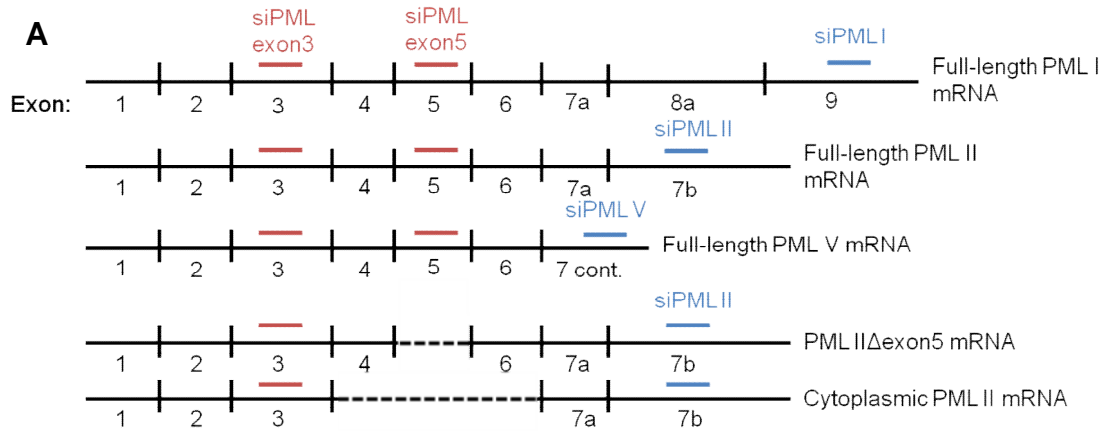 A
siPML siPML
exon3 exon5 siPML I
Full-length PML I
mRNA
Exon: 1 2 3 4 5 6 7a 8a 9
siPML II
Full-length PML II
mRNA
1 2 3 4 5 6 7a 7b
siPML V
Full-length PML V mRNA
1 2 3 4 5 6 7 cont.
siPML II
PML IIΔexon5 mRNA
1 2 3 4 6 7a 7b
Cytoplasmic PML II mRNA
1 2 3 7a 7b